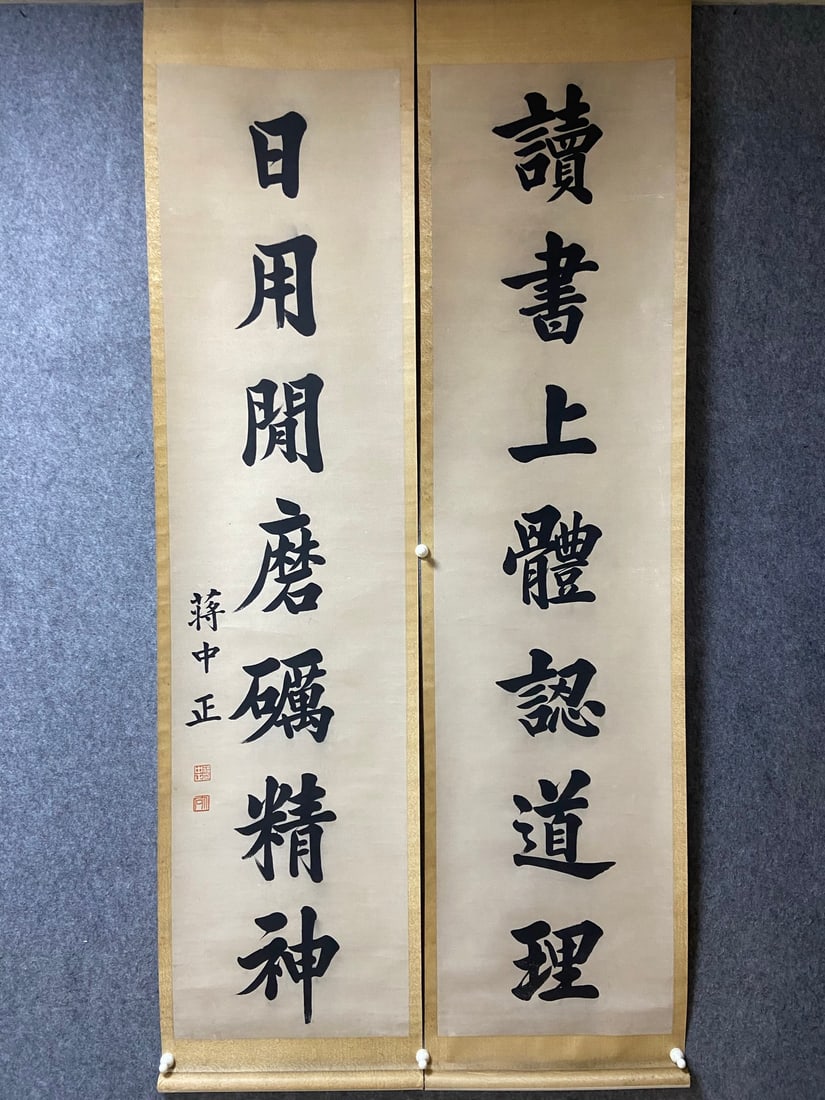 讀書上體認道理
日用閒磨礪精神
蔣中正